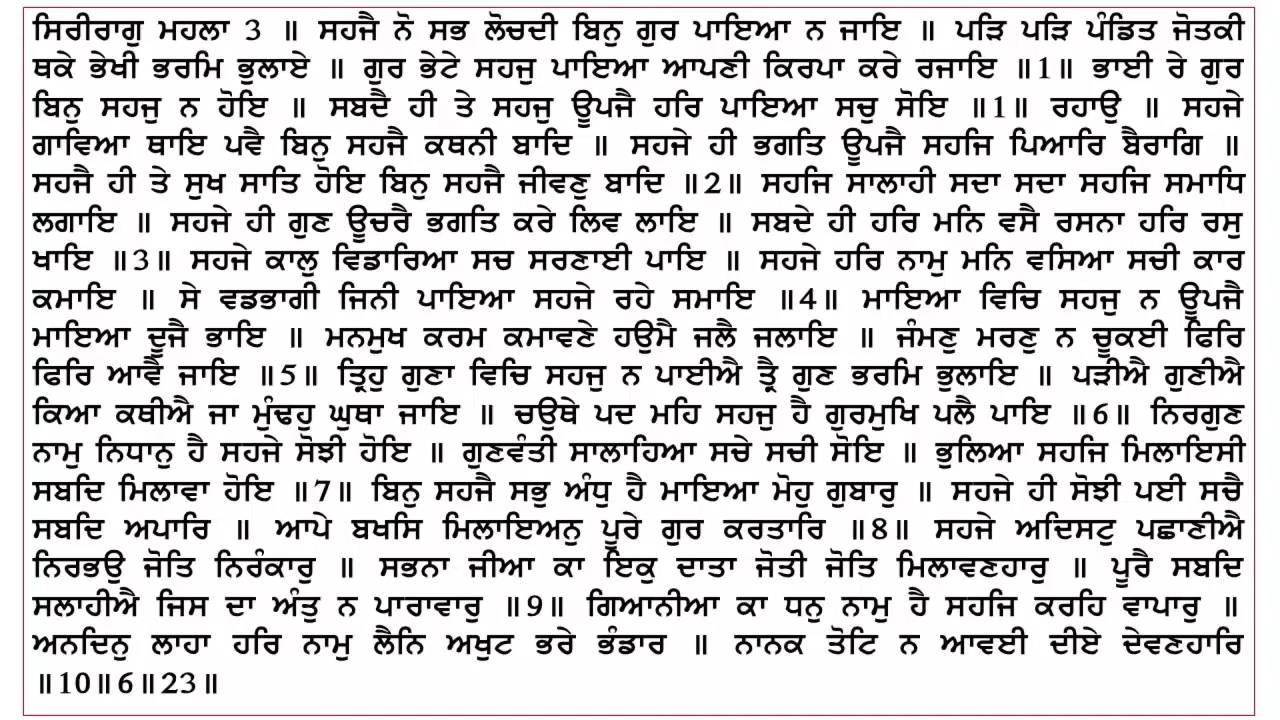 ਸਿਰੀਰਾਗੁ ਮਹਲਾ 3 ॥ ਸਹਜੈ ਨੋ ਸਭ ਲੋਚਦੀ ਬਿਨੁ ਗੁਰ ਪਾਇਆ ਨ ਜਾਇ ॥ ਪੜਿ ਪੜਿ ਪੰਡਿਤ ਜੋਤਕੀ
ਥਕੇ ਭੇਖੀ ਭਰਮਿ ਭੁਲਾਏ ॥ ਗੁਰ ਭੇਟੇ ਸਹਜੁ ਪਾਇਆ ਆਪਣੀ ਕਿਰਪਾ ਕਰੇ ਰਜਾਇ ॥1॥ ਭਾਈ ਰੇ ਗੁਰ
ਬਿਨੁ ਸਹਜੁ ਨ ਹੋਇ ॥ ਸਬਦੈ ਹੀ ਤੇ ਸਹਜੁ ਊਪਜੈ ਹਰਿ ਪਾਇਆ ਸਚੁ ਸੋਇ ॥1॥ ਰਹਾਉ ॥ ਸਹਜੇ
ਗਾਵਿਆ ਥਾਇ ਪਵੈ ਬਿਨੁ ਸਹਜੈ ਕਥਨੀ ਬਾਦਿ ॥ ਸਹਜੇ ਹੀ ਭਗਤਿ ਊਪਜੈ ਸਹਜਿ ਪਿਆਰਿ ਬੈਰਾਗਿ ॥
ਸਹਜੈ ਹੀ ਤੇ ਸੁਖ ਸਾਤਿ ਹੋਇ ਬਿਨੁ ਸਹਜੈ ਜੀਵਣੁ ਬਾਦਿ ॥2॥ ਸਹਜਿ ਸਾਲਾਹੀ ਸਦਾ ਸਦਾ ਸਹਜਿ ਸਮਾਧਿ
ਲਗਾਇ ॥ ਸਹਜੇ ਹੀ ਗੁਣ ਊਚਰੈ ਭਗਤਿ ਕਰੇ ਲਿਵ ਲਾਇ ॥ ਸਬਦੇ ਹੀ ਹਰਿ ਮਨਿ ਵਸੈ ਰਸਨਾ ਹਰਿ ਰਸੁ
ਖਾਇ ॥3॥ ਸਹਜੇ ਕਾਲੁ ਵਿਡਾਰਿਆ ਸਚ ਸਰਣਾਈ ਪਾਇ ॥ ਸਹਜੇ ਹਰਿ ਨਾਮੁ ਮਨਿ ਵਸਿਆ ਸਚੀ ਕਾਰ
ਕਮਾਇ ॥ ਸੇ ਵਡਭਾਗੀ ਜਿਨੀ ਪਾਇਆ ਸਹਜੇ ਰਹੇ ਸਮਾਇ ॥4॥ ਮਾਇਆ ਵਿਚਿ ਸਹਜੁ ਨ ਊਪਜੈ
ਮਾਇਆ ਦੂਜੈ ਭਾਇ ॥ ਮਨਮੁਖ ਕਰਮ ਕਮਾਵਣੇ ਹਉਮੈ ਜਲੈ ਜਲਾਇ ॥ ਜੰਮਣੁ ਮਰਣੁ ਨ ਚੂਕਈ ਫਿਰਿ
ਫਿਰਿ ਆਵੈ ਜਾਇ ॥5॥ ਤ੍ਰਿਹੁ ਗੁਣਾ ਵਿਚਿ ਸਹਜੁ ਨ ਪਾਈਐ ਤ੍ਰੈ ਗੁਣ ਭਰਮਿ ਭੁਲਾਇ ॥ ਪੜੀਐ ਗੁਣੀਐ
ਕਿਆ ਕਥੀਐ ਜਾ ਮੁੰਢਹੁ ਘੁਥਾ ਜਾਇ ॥ ਚਉਥੇ ਪਦ ਮਹਿ ਸਹਜੁ ਹੈ ਗੁਰਮੁਖਿ ਪਲੈ ਪਾਇ ॥6॥ ਨਿਰਗੁਣ
ਨਾਮੁ ਨਿਧਾਨੁ ਹੈ ਸਹਜੇ ਸੋਝੀ ਹੋਇ ॥ ਗੁਣਵੰਤੀ ਸਾਲਾਹਿਆ ਸਚੇ ਸਚੀ ਸੋਇ ॥ ਭੁਲਿਆ ਸਹਜਿ ਮਿਲਾਇਸੀ
ਸਬਦਿ ਮਿਲਾਵਾ ਹੋਇ ॥7॥ ਬਿਨੁ ਸਹਜੈ ਸਭੁ ਅੰਧੁ ਹੈ ਮਾਇਆ ਮੋਹੁ ਗੁਬਾਰੁ ॥ ਸਹਜੇ ਹੀ ਸੋਝੀ ਪਈ ਸਚੈ
ਸਬਦਿ ਅਪਾਰਿ ॥ ਆਪੇ ਬਖਸਿ ਮਿਲਾਇਅਨੁ ਪੂਰੇ ਗੁਰ ਕਰਤਾਰਿ ॥8॥ ਸਹਜੇ ਅਦਿਸਟੁ ਪਛਾਣੀਐ
ਨਿਰਭਉ ਜੋਤਿ ਨਿਰੰਕਾਰੁ ॥ ਸਭਨਾ ਜੀਆ ਕਾ ਇਕੁ ਦਾਤਾ ਜੋਤੀ ਜੋਤਿ ਮਿਲਾਵਣਹਾਰੁ ॥ ਪੂਰੈ ਸਬਦਿ
ਸਲਾਹੀਐ ਜਿਸ ਦਾ ਅੰਤੁ ਨ ਪਾਰਾਵਾਰੁ ॥9॥ ਗਿਆਨੀਆ ਕਾ ਧਨੁ ਨਾਮੁ ਹੈ ਸਹਜਿ ਕਰਹਿ ਵਾਪਾਰੁ ॥
ਅਨਦਿਨੁ ਲਾਹਾ ਹਰਿ ਨਾਮੁ ਲੈਨਿ ਅਖੁਟ ਭਰੇ ਭੰਡਾਰ ॥ ਨਾਨਕ ਤੋਟਿ ਨ ਆਵਈ ਦੀਏ ਦੇਵਣਹਾਰਿ
॥10॥6॥23॥